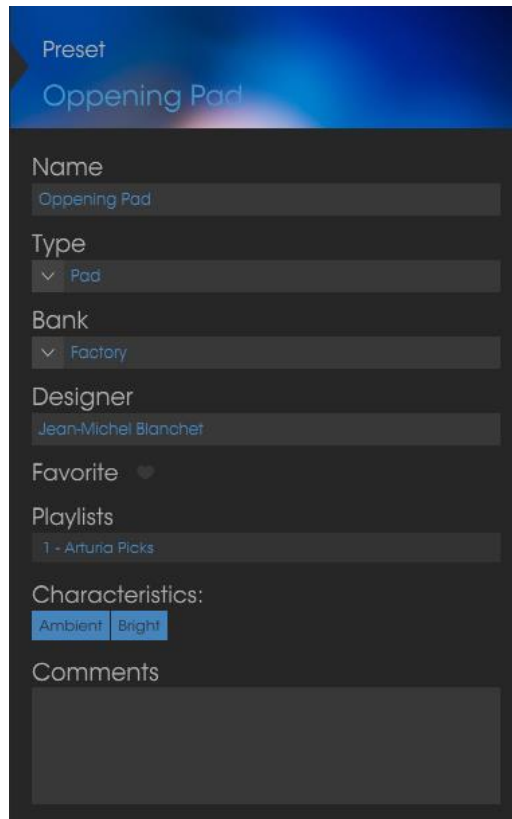 Preset
Oppening Pad
Name
Oppening Pad
Type
Pad
Bank
Factory
Designer
Jean-Michel Blanchet
Favorite
Playlists
1 - Arturia Picks
Characteristics:
Ambient Bright
Comments